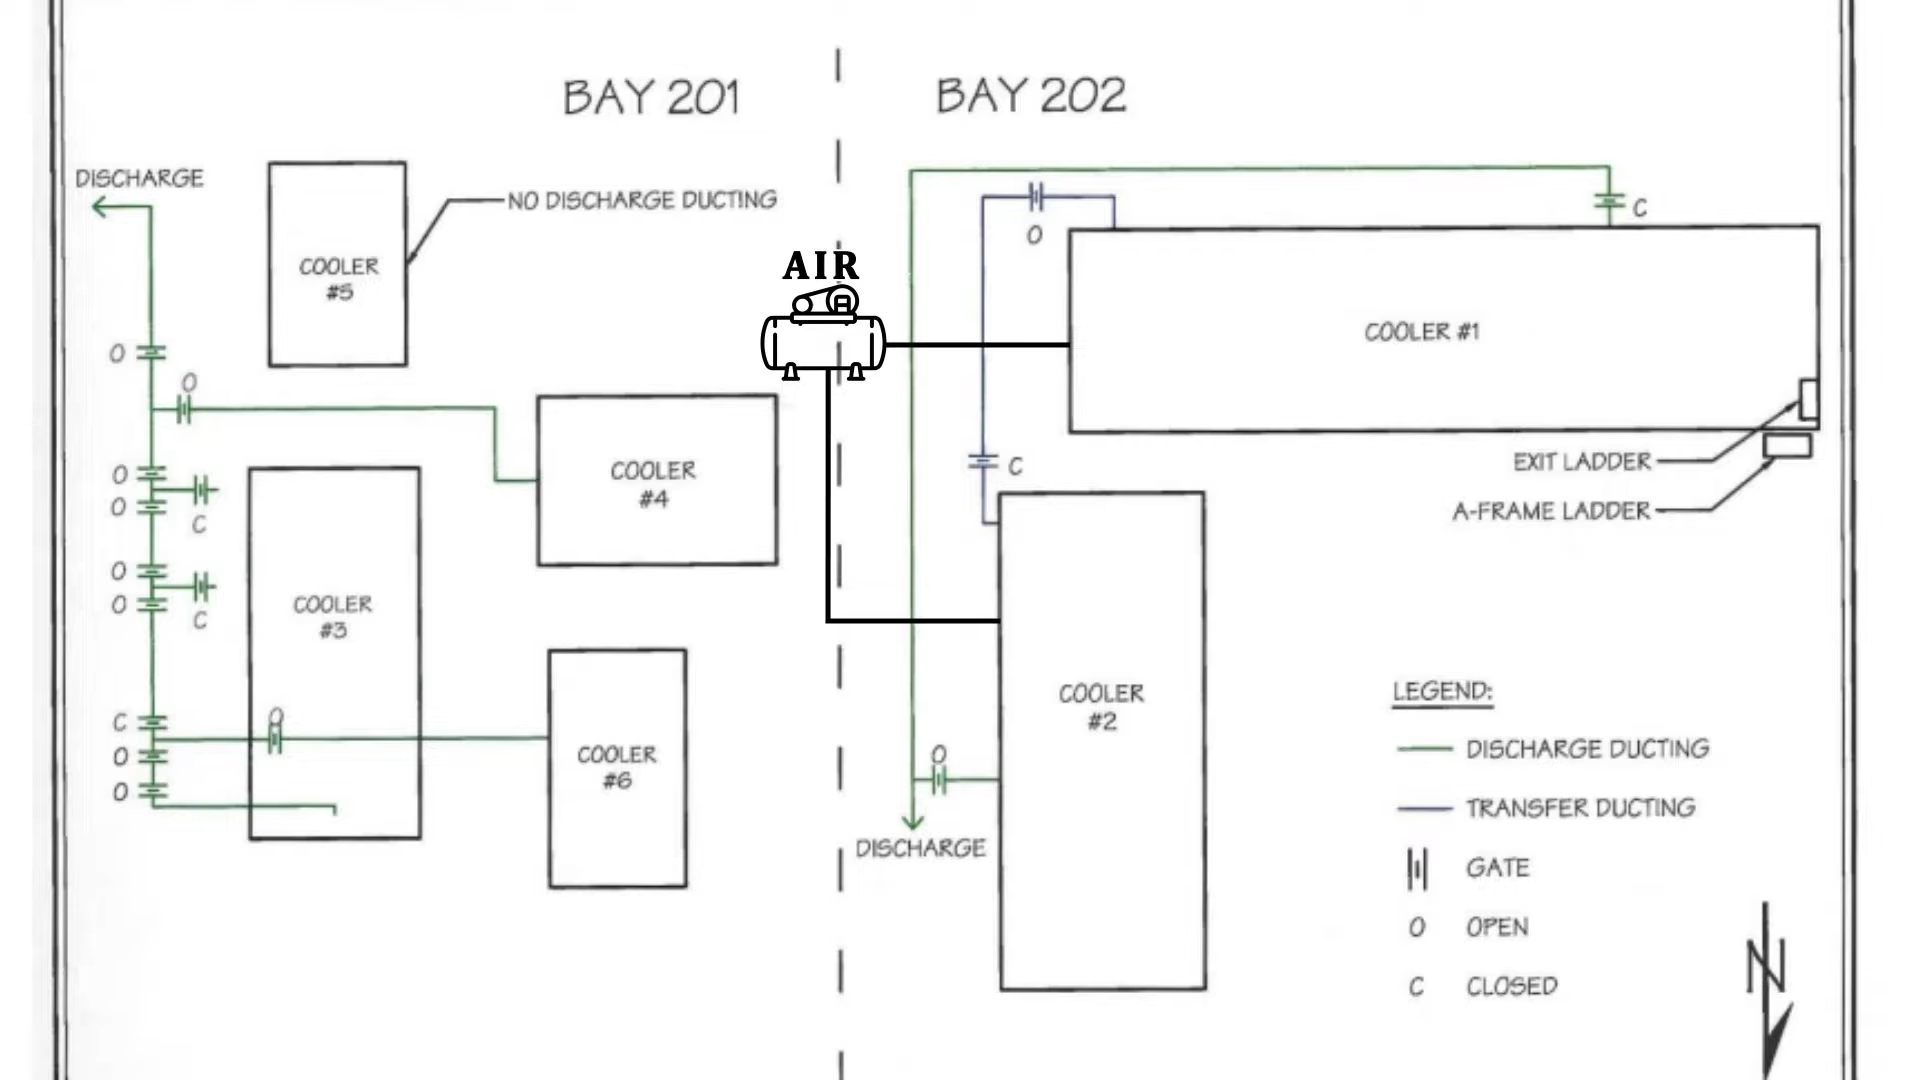 BAY 201
BAY 202
DISCHARGE
NO DISCHARGE DUCTING
C
O
COOLER
#5
AIR
COOLER #1
O
O
COOLER
#4
EXIT LADDER
C
O
O
C
A-FRAME LADDER
O
O
C
COOLER
#3
COOLER
#2
LEGEND:
C
O
O
COOLER
#6
O
O
DISCHARGE
DISCHARGE DUCTING
TRANSFER DUCTING
GATE
O OPEN
C CLOSED
N